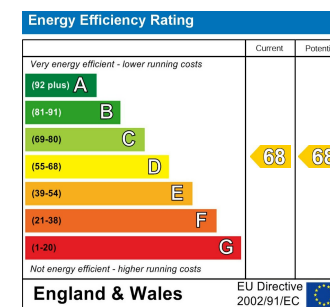 Energy Efficiency Rating
Current Potenti
Very energy efficient - lower running costs
(92 plus) A
(81-91) B
(69-80) C
(55-68) D
68 68
(39-54) E
(21-38) F
(1-20) G
Not energy efficient - higher running costs
England & Wales
EU Directive
2002/91/EC